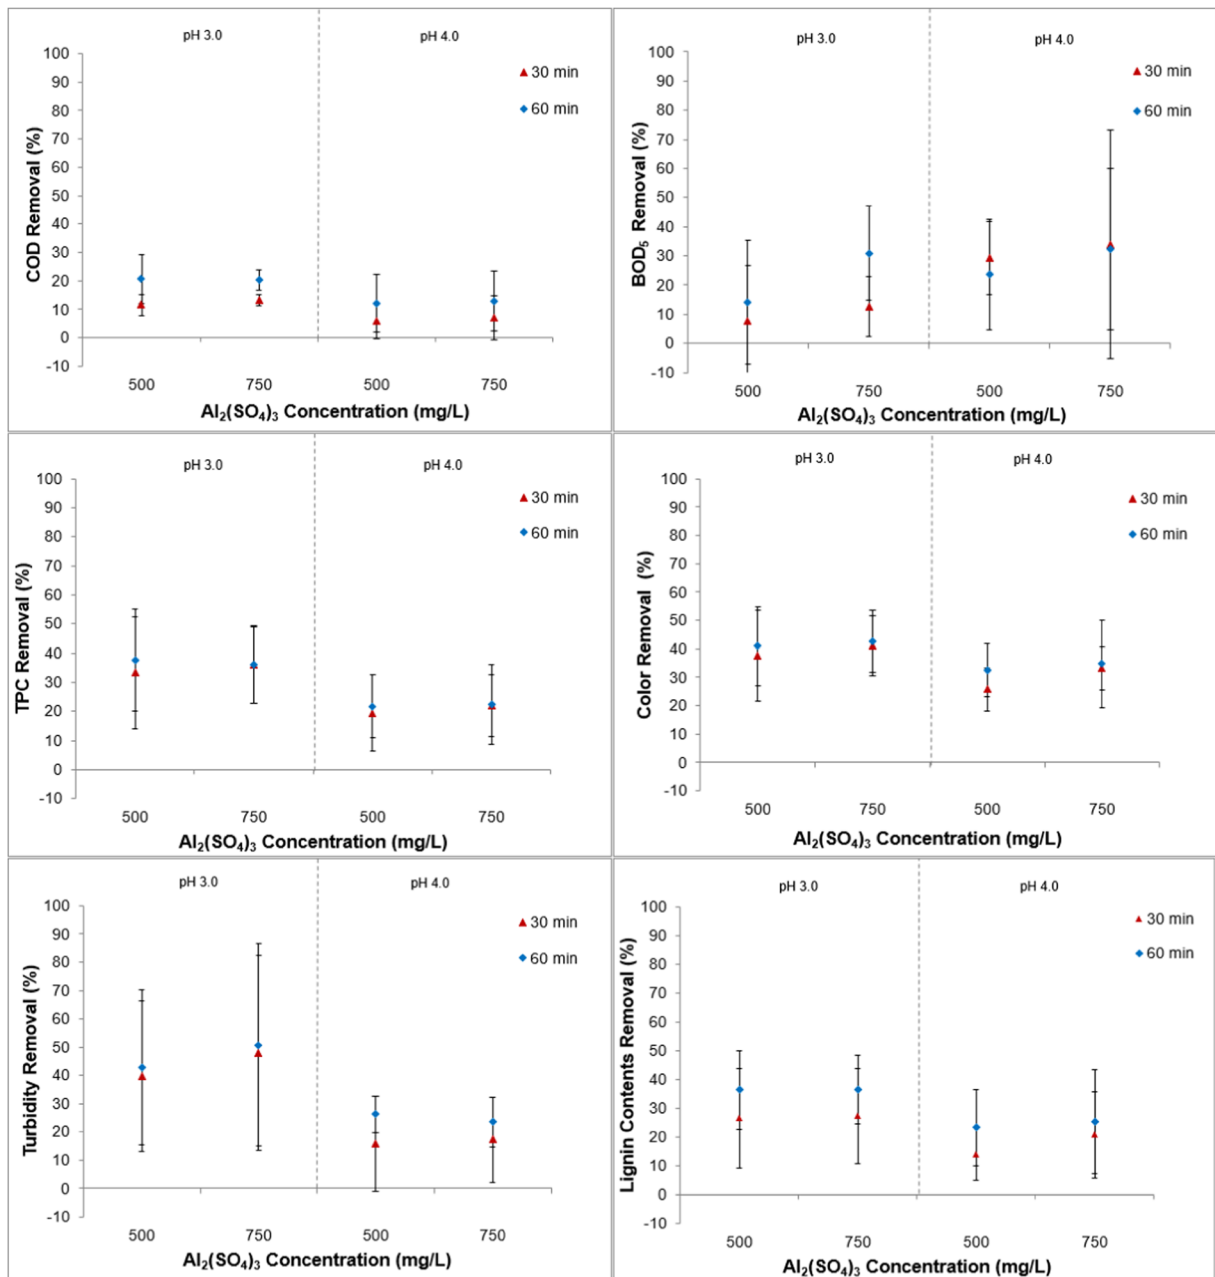 pH 3.0 pH 4.0
100
90
80
70
60
50
40
30
20
10
0
-10
COD Removal (%)
30 min
60 min
500 750 500 750
Al₂(SO₄)₃ Concentration (mg/L)
pH 3.0 pH 4.0
100
90
80
70
60
50
40
30
20
10
0
-10
BOD₅ Removal (%)
30 min
60 min
500 750 500 750
Al₂(SO₄)₃ Concentration (mg/L)
pH 3.0 pH 4.0
100
90
80
70
60
50
40
30
20
10
0
-10
TPC Removal (%)
30 min
60 min
500 750 500 750
Al₂(SO₄)₃ Concentration (mg/L)
pH 3.0 pH 4.0
100
90
80
70
60
50
40
30
20
10
0
-10
Color Removal (%)
30 min
60 min
500 750 500 750
Al₂(SO₄)₃ Concentration (mg/L)
pH 3.0 pH 4.0
100
90
80
70
60
50
40
30
20
10
0
-10
Turbidity Removal (%)
30 min
60 min
500 750 500 750
Al₂(SO₄)₃ Concentration (mg/L)
pH 3.0 pH 4.0
100
90
80
70
60
50
40
30
20
10
0
-10
Lignin Contents Removal (%)
30 min
60 min
500 750 500 750
Al₂(SO₄)₃ Concentration (mg/L)